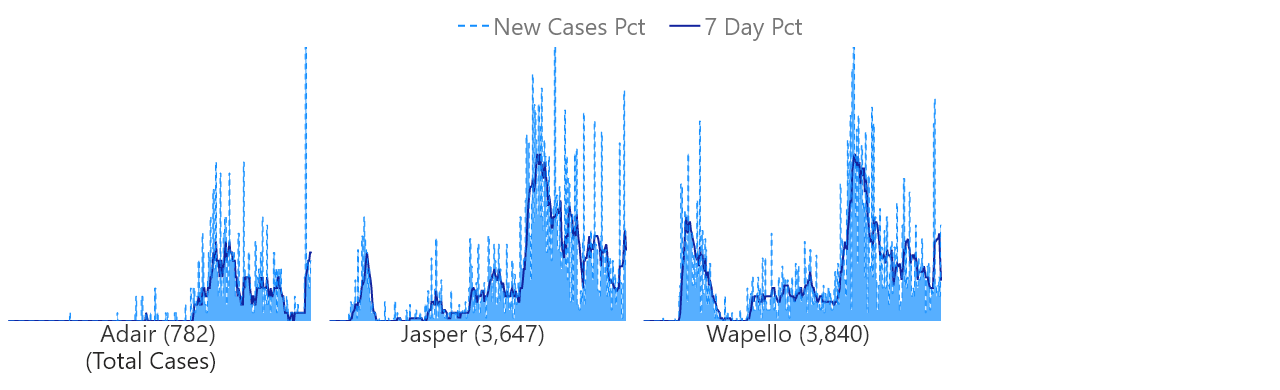 New Cases Pct 7 Day Pct
Adair (782) Jasper (3,647) Wapello (3,840)
(Total Cases)